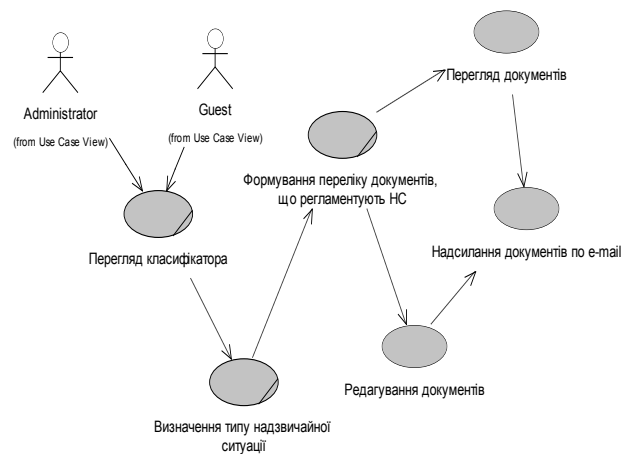 Перегляд документів
Administrator
Guest
(from Use Case View)
(from Use Case View)
Формування переліку документів,
що регламентують НС
Перегляд класифікатора
Надсилання документів по e-mail
Редагування документів
Визначення типу надзвичайної
ситуації